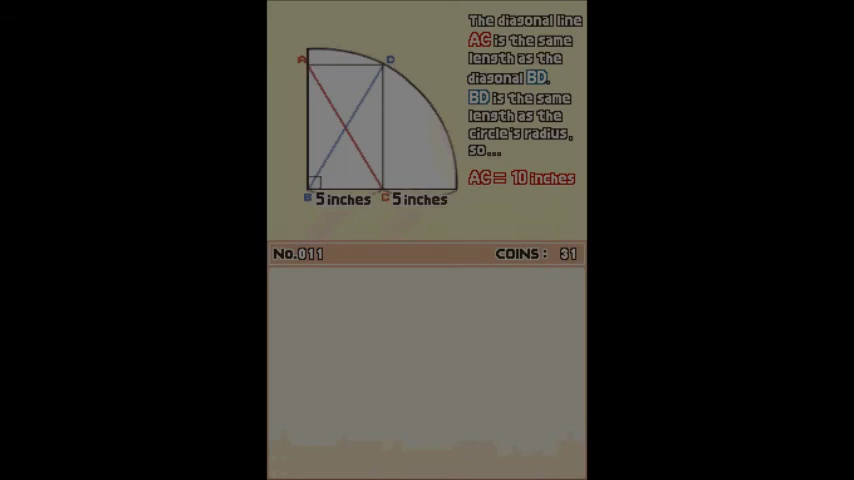 The diagonal line
AC is the same
length as the
diagonal BD.
BD is the same
length as the
circle's radius,
so...
AC = 10 inches
A
D
B
5 inches
C
5 inches
No.011
COINS: 31